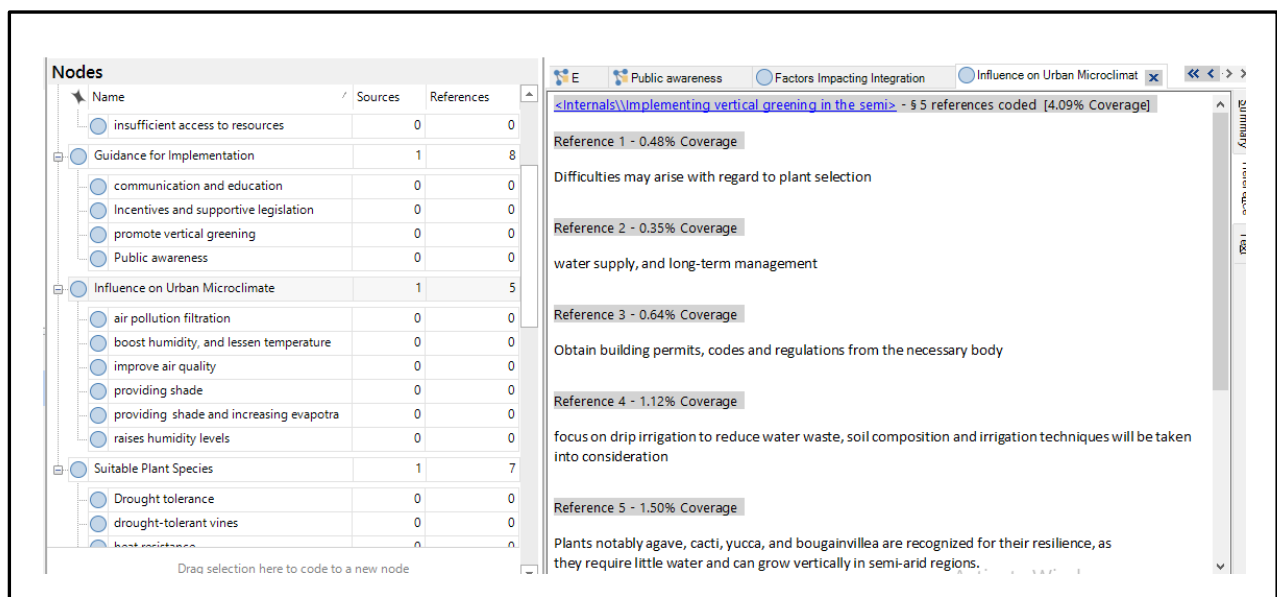 Nodes
Name Sources References
insufficient access to resources 0 0
Guidance for Implementation 1 8
communication and education 0 0
Incentives and supportive legislation 0 0
promote vertical greening 0 0
Public awareness 0 0
Influence on Urban Microclimate 1 5
air pollution filtration 0 0
boost humidity, and lessen temperature 0 0
improve air quality 0 0
providing shade 0 0
providing shade and increasing evapotra 0 0
raises humidity levels 0 0
Suitable Plant Species 1 7
Drought tolerance 0 0
drought-tolerant vines 0 0
heat resistance 0 0
Drag selection here to code to a new node
E Public awareness Factors Impacting Integration Influence on Urban Microclimat
<Internals\\Implementing vertical greening in the semi> - § 5 references coded [4.09% Coverage]
Reference 1 - 0.48% Coverage
Difficulties may arise with regard to plant selection
Reference 2 - 0.35% Coverage
water supply, and long-term management
Reference 3 - 0.64% Coverage
Obtain building permits, codes and regulations from the necessary body
Reference 4 - 1.12% Coverage
focus on drip irrigation to reduce water waste, soil composition and irrigation techniques will be taken
into consideration
Reference 5 - 1.50% Coverage
Plants notably agave, cacti, yucca, and bougainvillea are recognized for their resilience, as
they require little water and can grow vertically in semi-arid regions.
Summary
Reference
Text